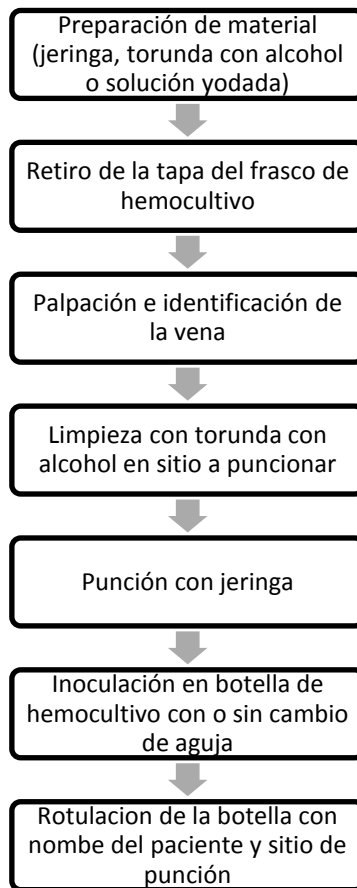 Preparación de material
(jeringa, torunda con alcohol
o solución yodada)
Retiro de la tapa del frasco de
hemocultivo
Palpación e identificación de
la vena
Limpieza con torunda con
alcohol en sitio a puncionar
Punción con jeringa
Inoculación en botella de
hemocultivo con o sin cambio
de aguja
Rotulacion de la botella con
nombe del paciente y sitio de
punción